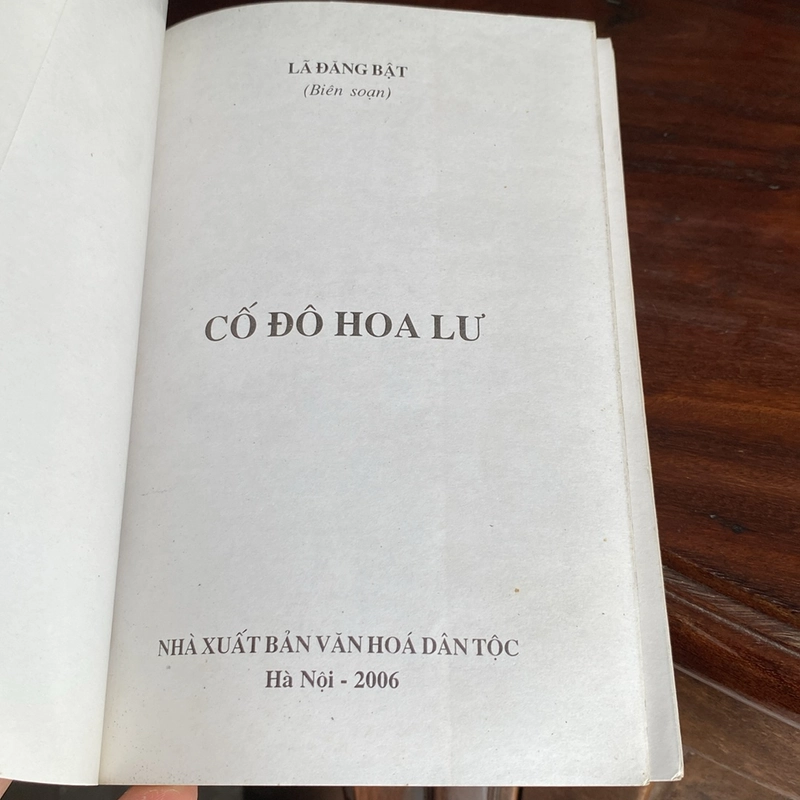 LÃ ĐĂNG BẬT
(Biên soạn)
CỐ ĐÔ HOA LƯ
NHÀ XUẤT BẢN VĂN HOÁ DÂN TỘC
Hà Nội - 2006